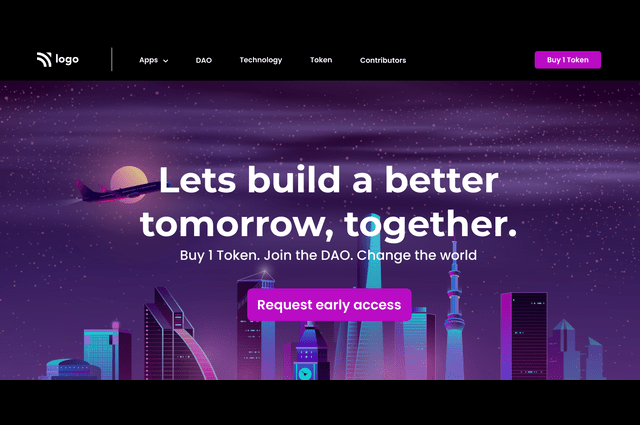 logo
Apps
DAO
Technology
Token
Contributors
Buy 1 Token
Lets build a better
tomorrow, together.
Buy 1 Token. Join the DAO. Change the world
Request early access